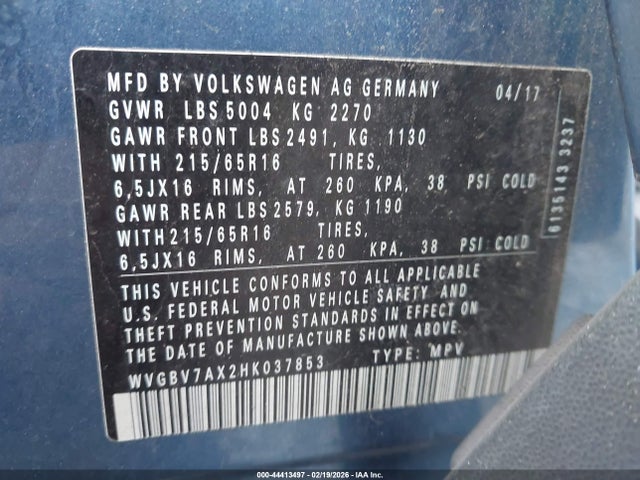 MFD BY VOLKSWAGEN AG GERMANY 04/17
GVWR LBS 5004 KG 2270
GAWR FRONT LBS 2491, KG 1130
WITH 215/65R16 TIRES,
6,5JX16 RIMS, AT 260 KPA, 38 PSI COLD
GAWR REAR LBS 2579, KG 1190
WITH 215/65R16 TIRES,
6,5JX16 RIMS, AT 260 KPA, 38 PSI COLD
THIS VEHICLE CONFORMS TO ALL APPLICABLE
U.S. FEDERAL MOTOR VEHICLE SAFETY AND
THEFT PREVENTION STANDARDS IN EFFECT ON
THE DATE OF MANUFACTURE SHOWN ABOVE.
WVGBV7AX2HK037853 TYPE: MPV
6135143 3237
000-44413497 - 02/19/2026 - IAA Inc.